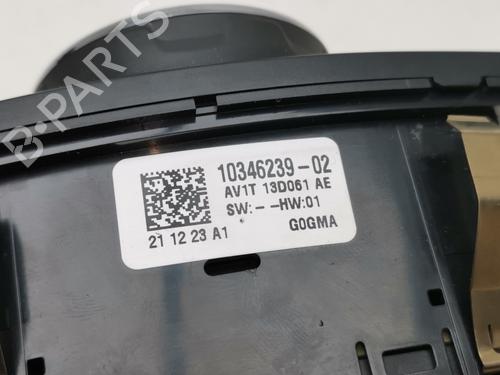 B-PARTS
10346239-02
AV1T 13D061 AE
SW:- -HW:01
21 12 23 A1 G0GMA